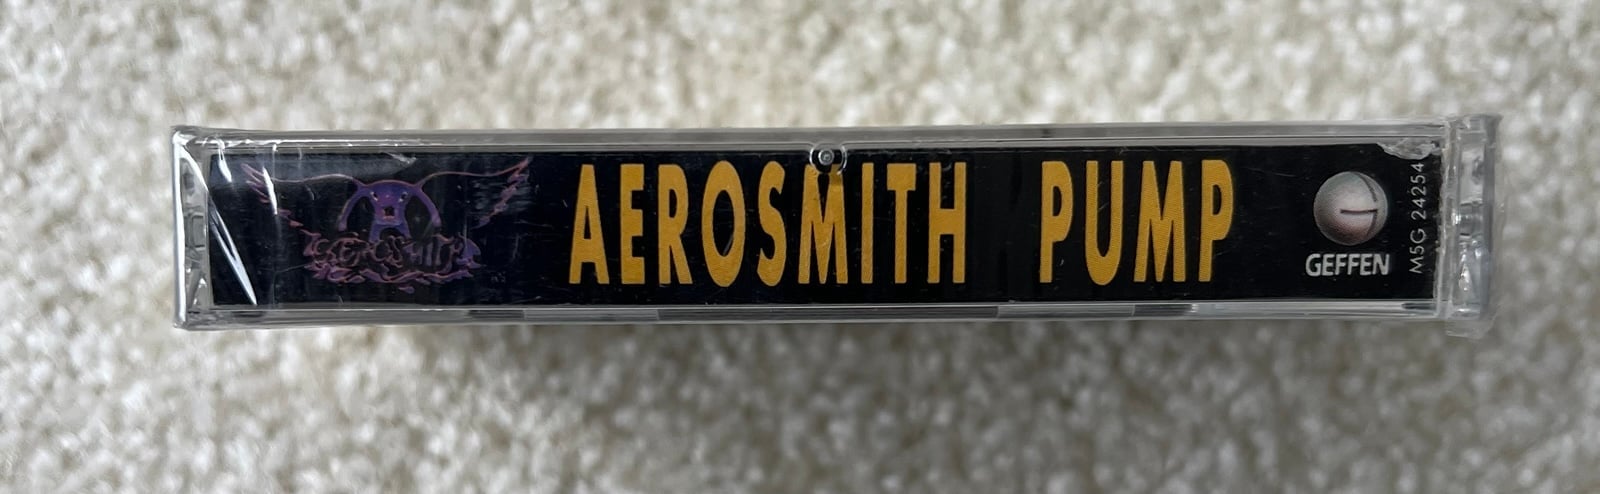 AEROSMITH
AEROSMITH PUMP
GEFFEN
M5G 24254